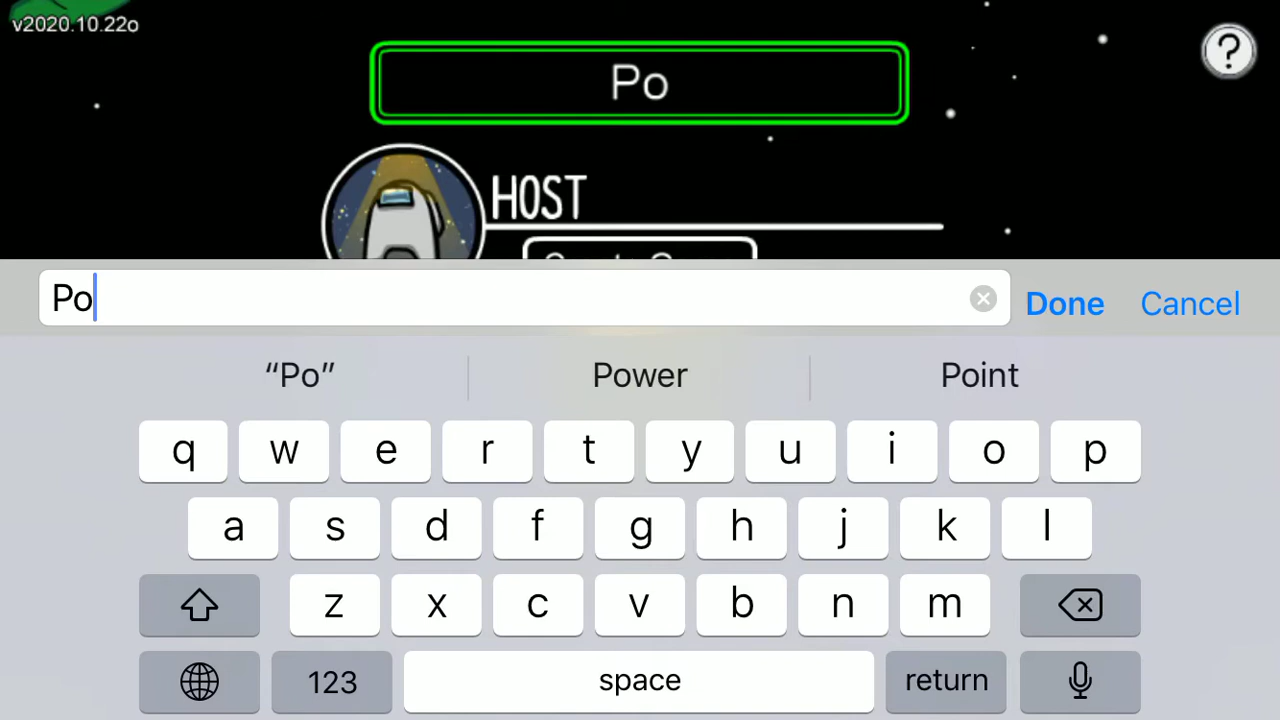 v2020.10.22o
?
Po
HOST
Po
Done
Cancel
“Po”
Power
Point
q w e r t y u i o p
a s d f g h j k l
z x c v b n m
123
space
return